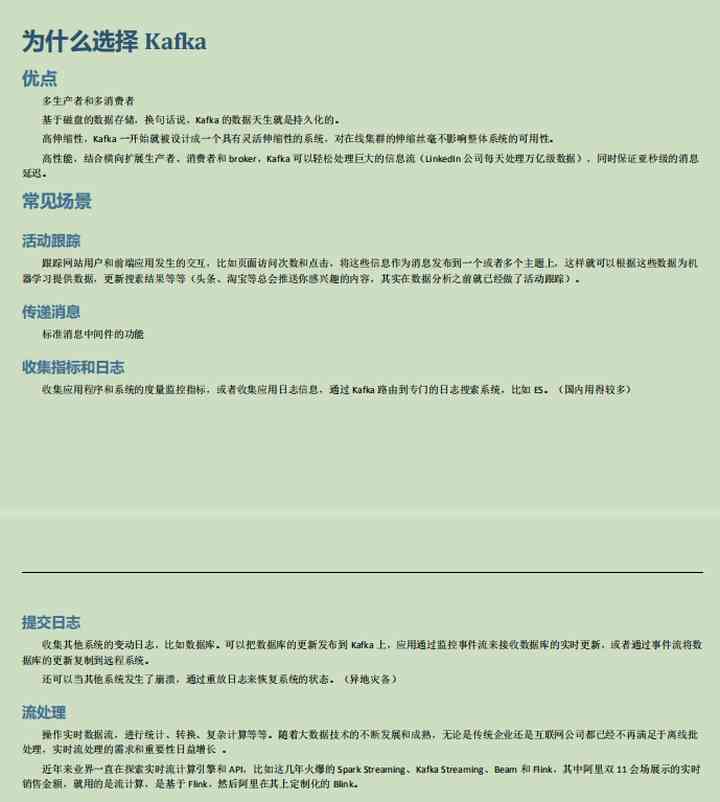 为什么选择 Kafka
优点
多生产者和多消费者
基于磁盘的数据存储，换句话说，Kafka 的数据天生就是持久化的。
高伸缩性，Kafka 一开始就被设计成一个具有灵活伸缩性的系统，对在线集群的伸缩丝毫不影响整体系统的可用性。
高性能，结合横向扩展生产者、消费者和 broker，Kafka 可以轻松处理巨大的信息流（LinkedIn 公司每天处理万亿级数据），同时保证亚秒级的消息
延迟。
常见场景
活动跟踪
跟踪网站用户和前端应用发生的交互，比如页面访问次数和点击，将这些信息作为消息发布到一个或者多个主题上，这样就可以根据这些数据为机
器学习提供数据，更新搜索结果等等（头条、淘宝等总会推送你感兴趣的内容，其实在数据分析之前就已经做了活动跟踪）。
传递消息
标准消息中间件的功能
收集指标和日志
收集应用程序和系统的度量监控指标，或者收集应用日志信息，通过 Kafka 路由到专门的日志搜索系统，比如 ES。（国内用得较多）
提交日志
收集其他系统的变动日志，比如数据库。可以把数据库的更新发布到 Kafka 上，应用通过监控事件流来接收数据库的实时更新，或者通过事件流将数
据库的更新复制到远程系统。
还可以当其他系统发生了崩溃，通过重放日志来恢复系统的状态。（异地灾备）
流处理
操作实时数据流，进行统计、转换、复杂计算等等。随着大数据技术的不断发展和成熟，无论是传统企业还是互联网公司都已经不再满足于离线批
处理，实时流处理的需求和重要性日益增长 。
近年来业界一直在探索实时流计算引擎和 API，比如这几年火爆的 Spark Streaming、Kafka Streaming、Beam 和 Flink，其中阿里双 11 会场展示的实时
销售金额，就用的是流计算，是基于 Flink，然后阿里在其上定制化的 Blink。